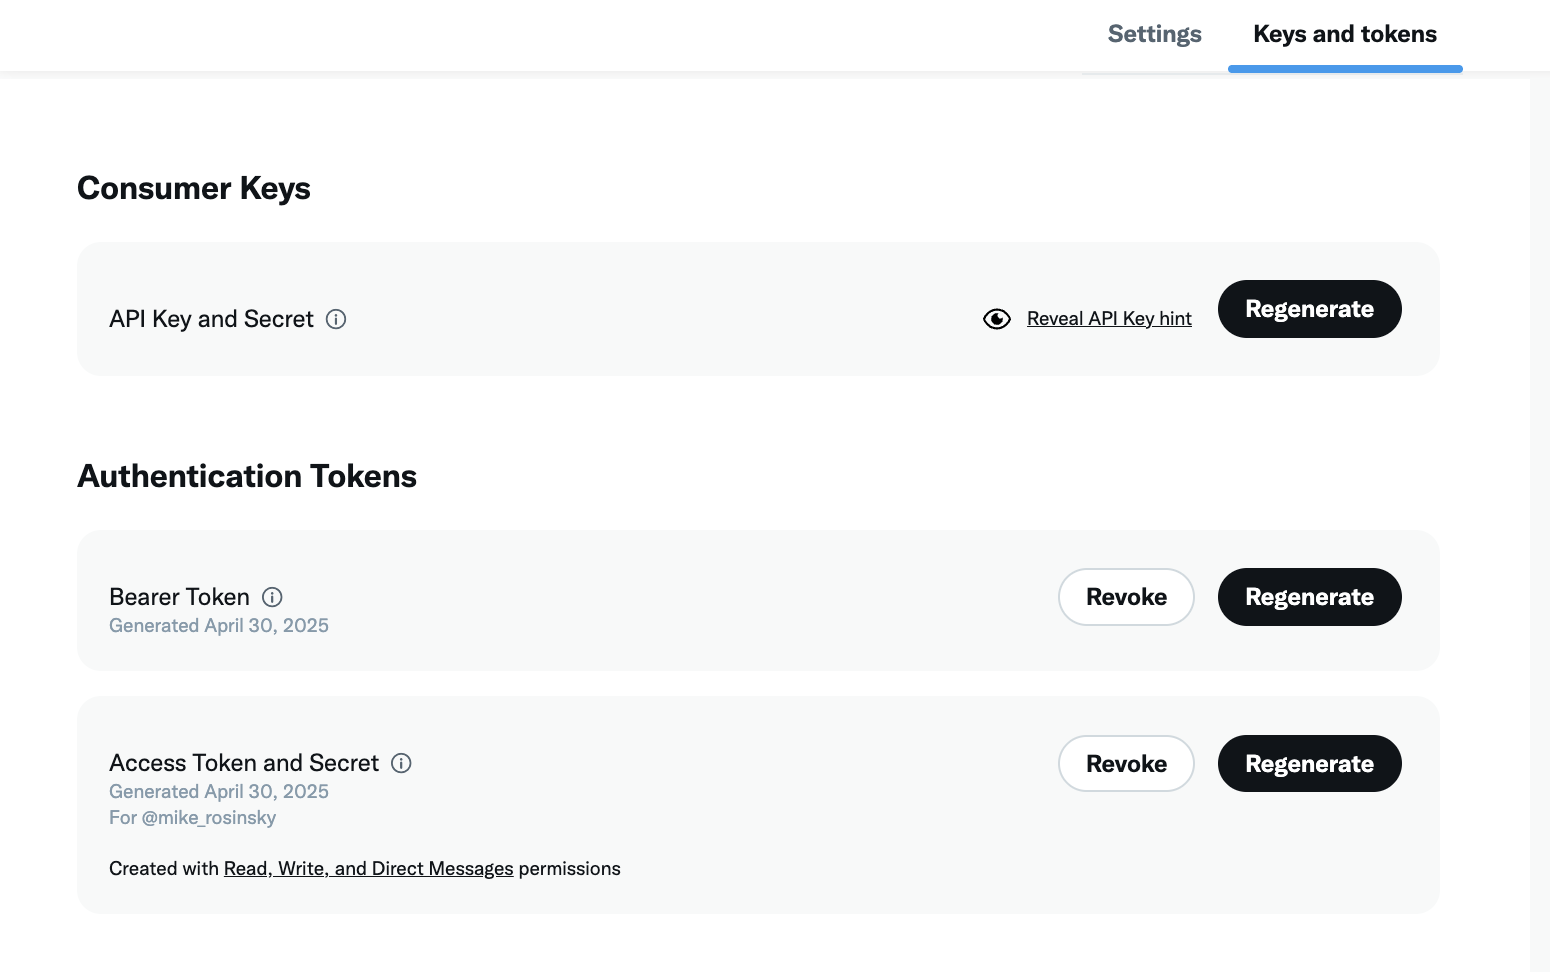 Settings
Keys and tokens
Consumer Keys
API Key and Secret
Reveal API Key hint
Regenerate
Authentication Tokens
Bearer Token
Generated April 30, 2025
Revoke
Regenerate
Access Token and Secret
Generated April 30, 2025
For @mike_rosinsky
Revoke
Regenerate
Created with Read, Write, and Direct Messages permissions